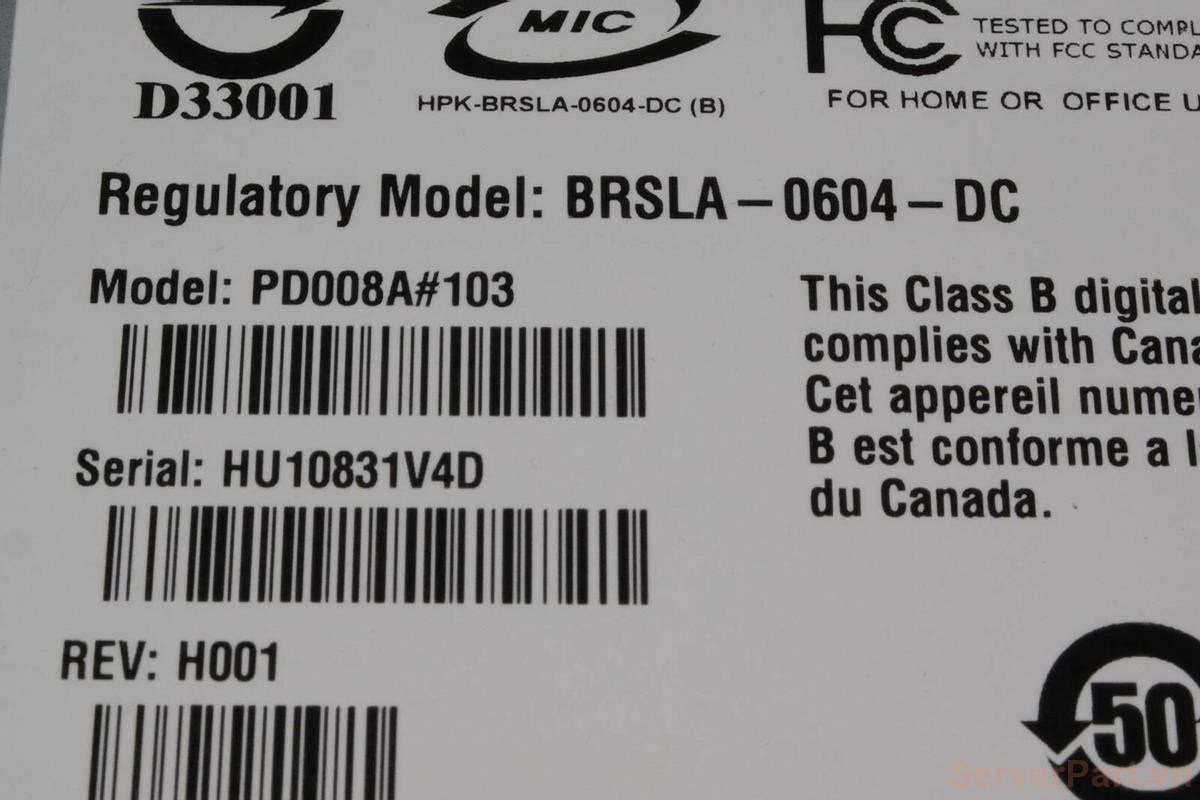 MIC
FC
TESTED TO COMPL
WITH FCC STANDA
D33001
HPK-BRSLA-0604-DC (B)
FOR HOME OR OFFICE U
Regulatory Model: BRSLA-0604-DC
Model: PD008A#103
This Class B digital
complies with Cana
Cet appereil nume
B est conforme a l
du Canada.
Serial: HU10831V4D
REV: H001
50
ServerPart.vn